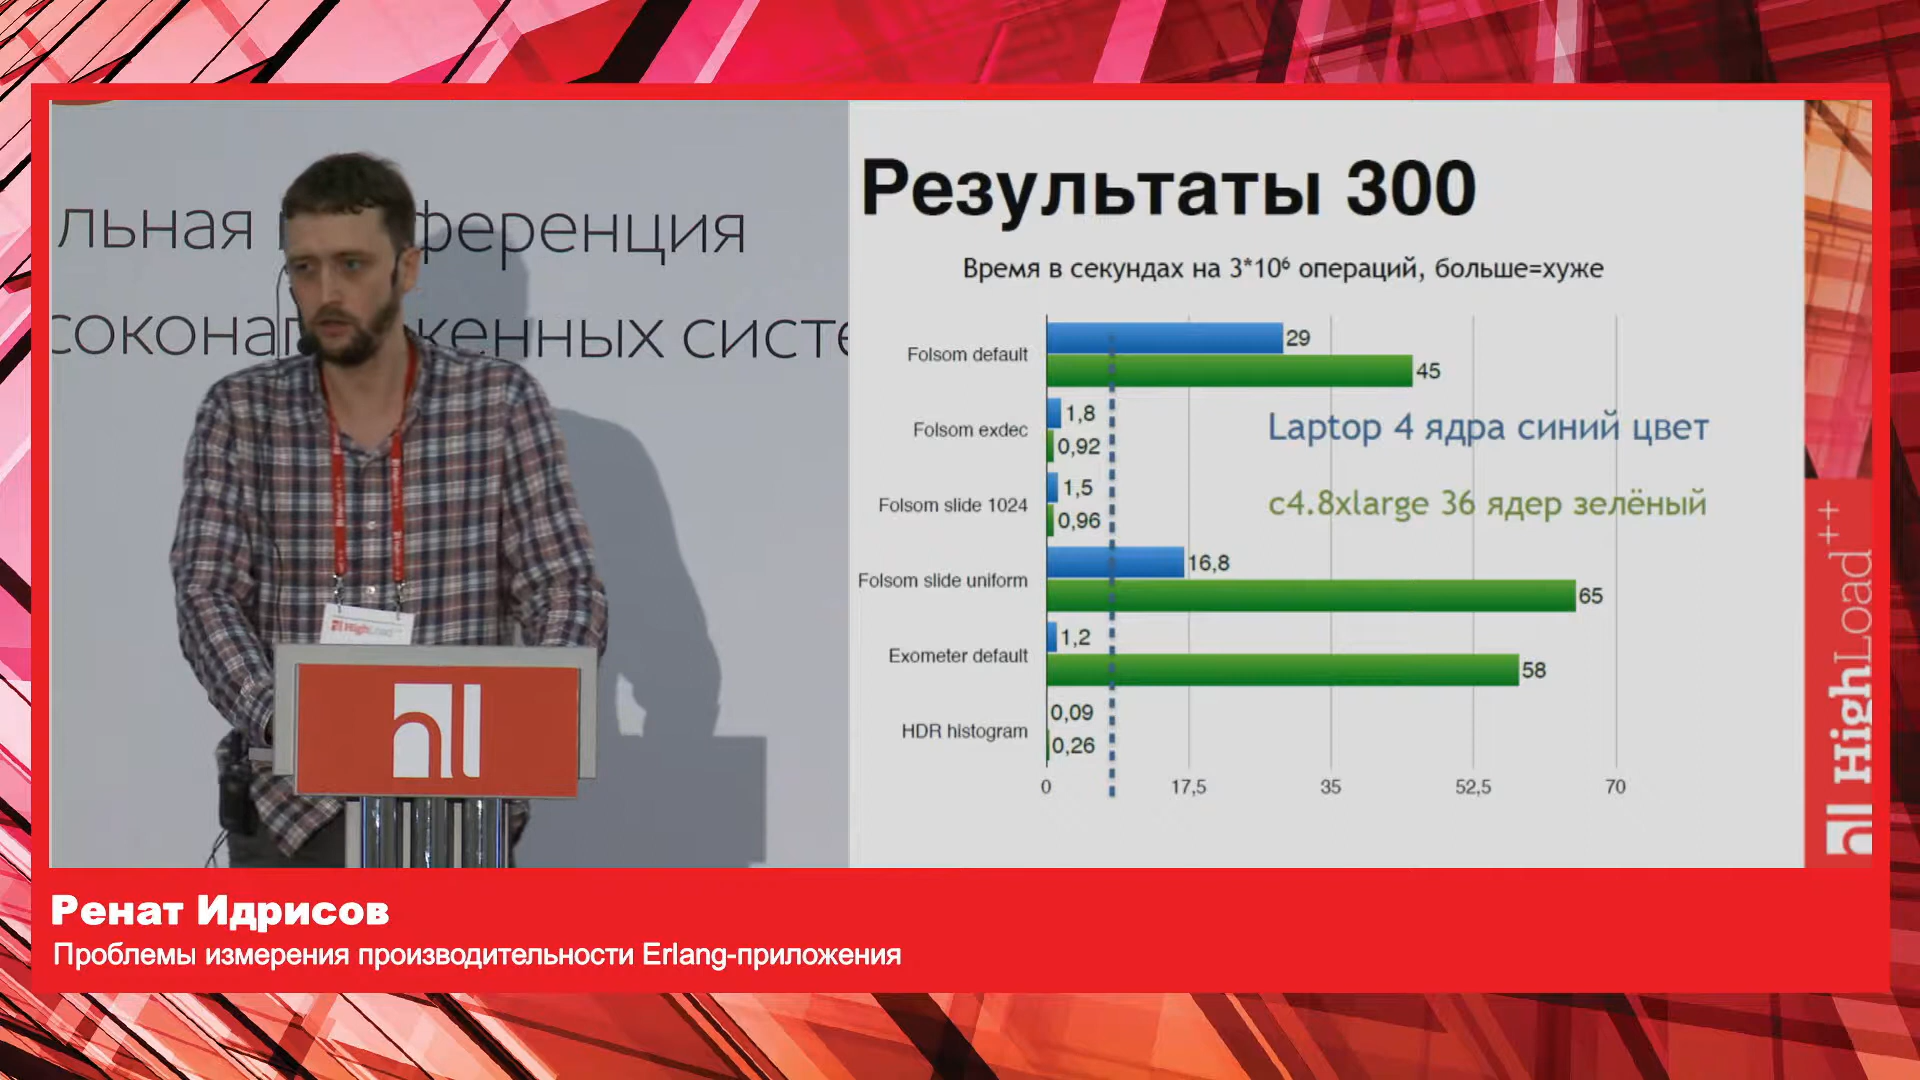 льная
ференция
соконаг
женных систе
HighLoad
Результаты 300
Время в секундах на 3*10⁶ операций, больше=хуже
Folsom default
29
45
Folsom exdec
1,8
0,92
Folsom slide 1024
1,5
0,96
Folsom slide uniform
16,8
65
Exometer default
1,2
58
HDR histogram
0,09
0,26
0 17,5 35 52,5 70
Laptop 4 ядра синий цвет
c4.8xlarge 36 ядер зелёный
HighLoad++
Ренат Идрисов
Проблемы измерения производительности Erlang-приложения